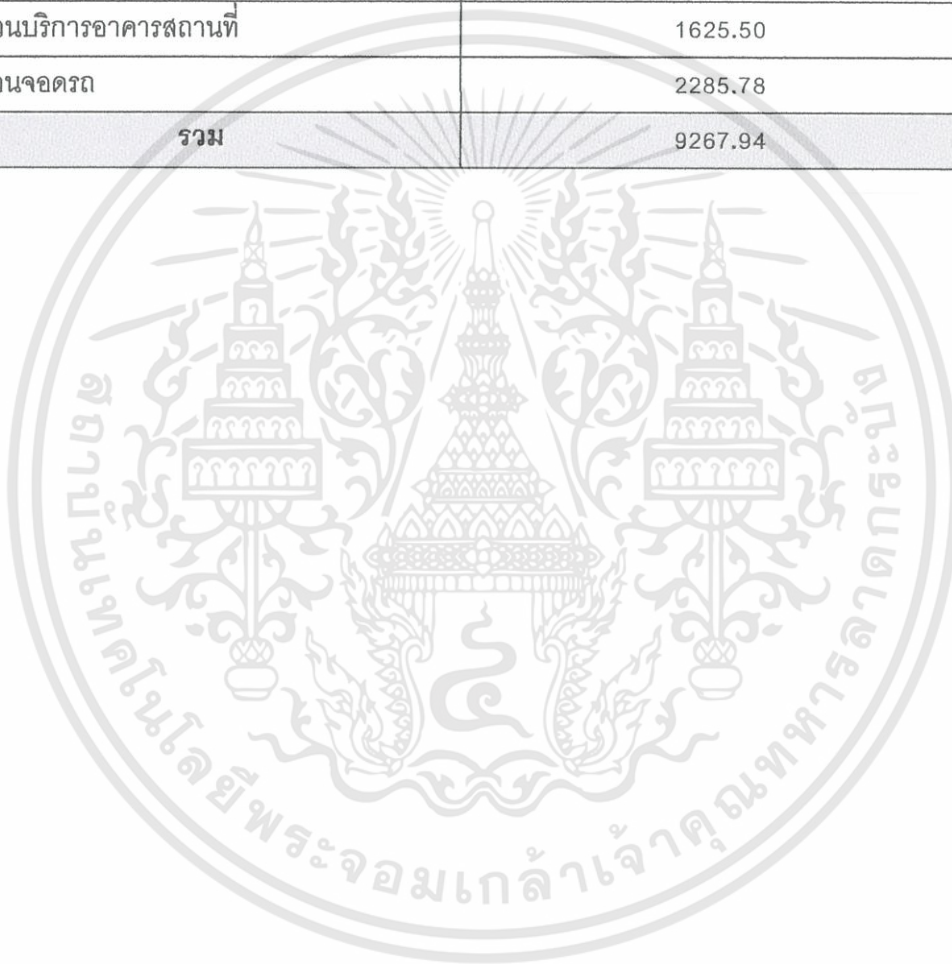 วนบริการอาคารสถานที่ 1625.50
านจอดรถ 2285.78
รวม 9267.94
สถาบันเทคโนโลยีพระจอมเกล้าเจ้าคุณทหารลาดกระบัง